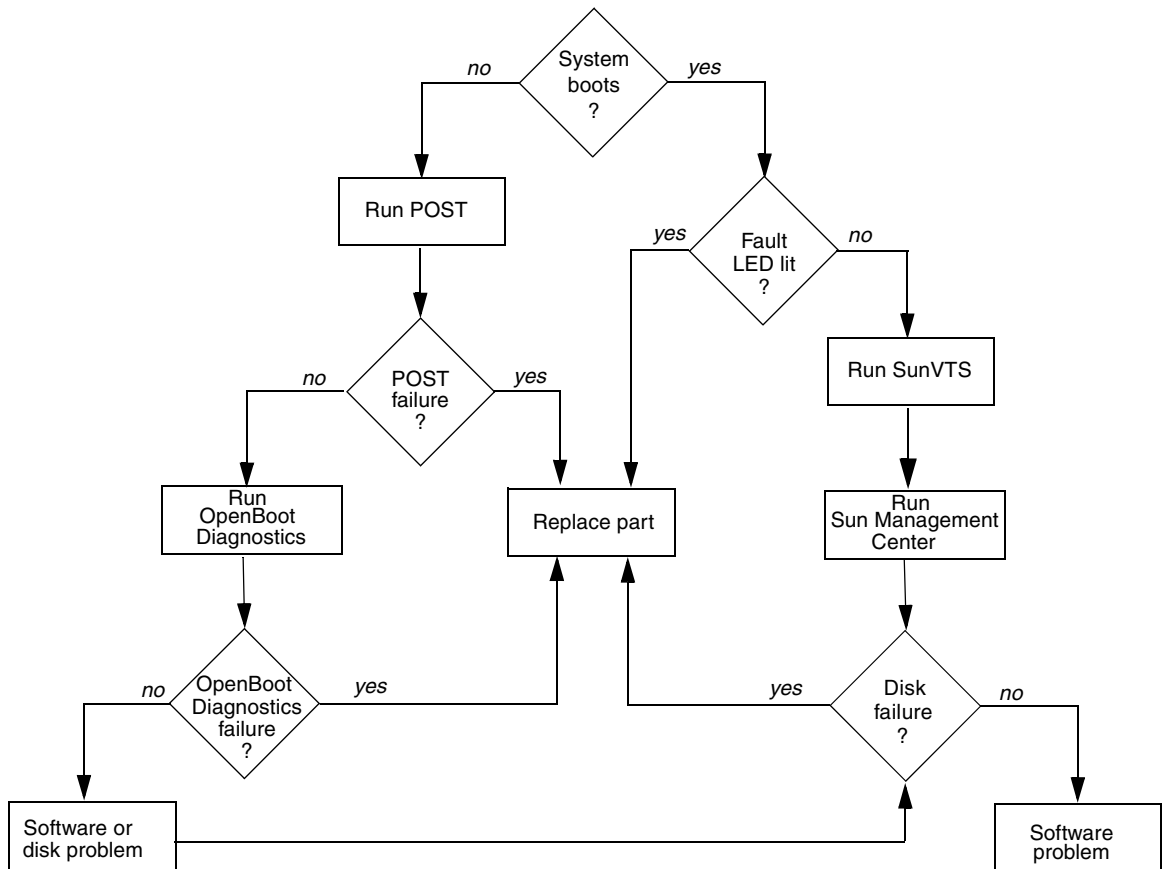 System
boots
?
no
yes
Run POST
Fault
LED lit
?
yes
no
Run SunVTS
POST
failure
?
no
yes
Run
OpenBoot
Diagnostics
Replace part
Run
Sun Management
Center
OpenBoot
Diagnostics
failure
?
no
yes
Disk
failure
?
yes
no
Software or
disk problem
Software
problem